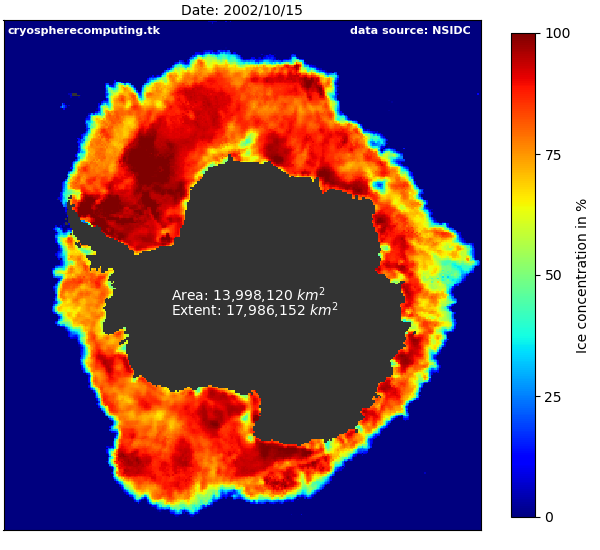 Date: 2002/10/15
cryospherecomputing.tk
data source: NSIDC
Area: 13,998,120 km²
Extent: 17,986,152 km²
100
75
50
25
0
Ice concentration in %